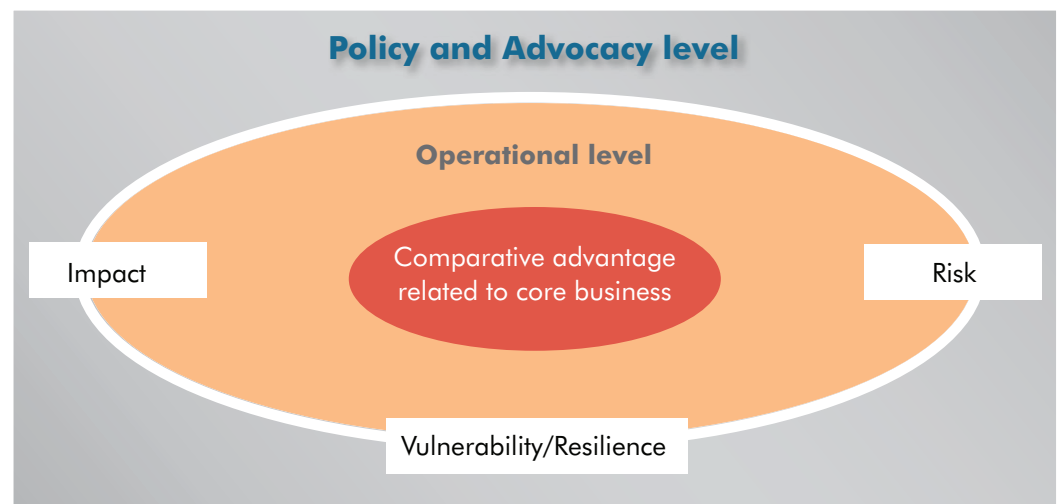 Policy and Advocacy level
Operational level
Comparative advantage
related to core business
Impact
Risk
Vulnerability/Resilience